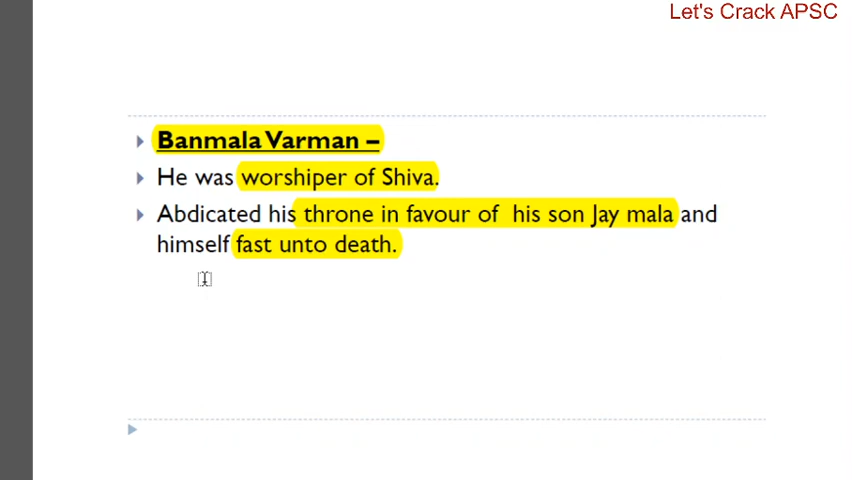 Let's Crack APSC
Banmala Varman –
He was worshiper of Shiva.
Abdicated his throne in favour of his son Jay mala and
himself fast unto death.